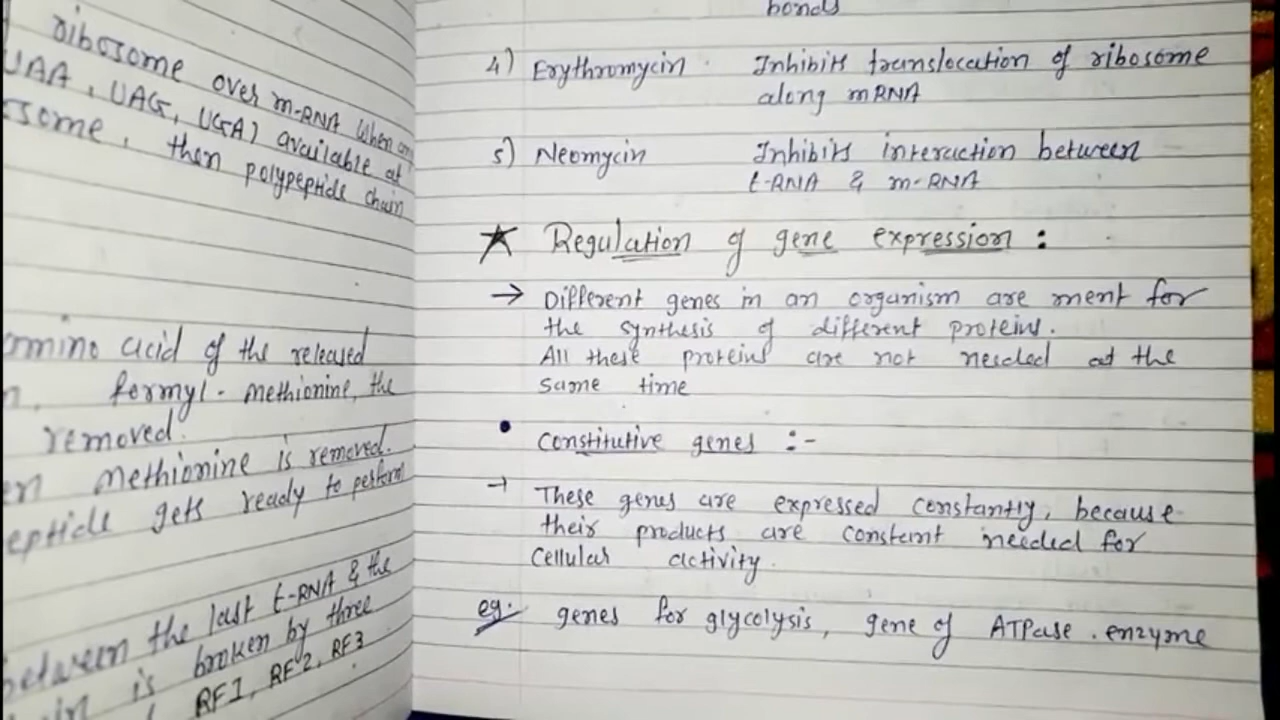 ribosome over m-RNA when any
UAA, UAG, UGA) available at
some, then polypeptide chain
amino acid of the released
formyl - methionine, the
removed.
methionine is removed.
eptide gets ready to perform
between the last t-RNA & the
is broken by three
RF1, RF2, RF3
bonds
4) Erythromycin Inhibits translocation of ribosome
along mRNA
5) Neomycin Inhibits interaction between
t-RNA & m-RNA
★ Regulation of gene expression :
→ Different genes in an organism are ment for
the synthesis of different proteins.
All these proteins are not needed at the
same time
• Constitutive genes :-
→ These genes are expressed constantly, because
their products are constant needed for
Cellular activity.
eg. genes for glycolysis, gene of ATPase . enzyme